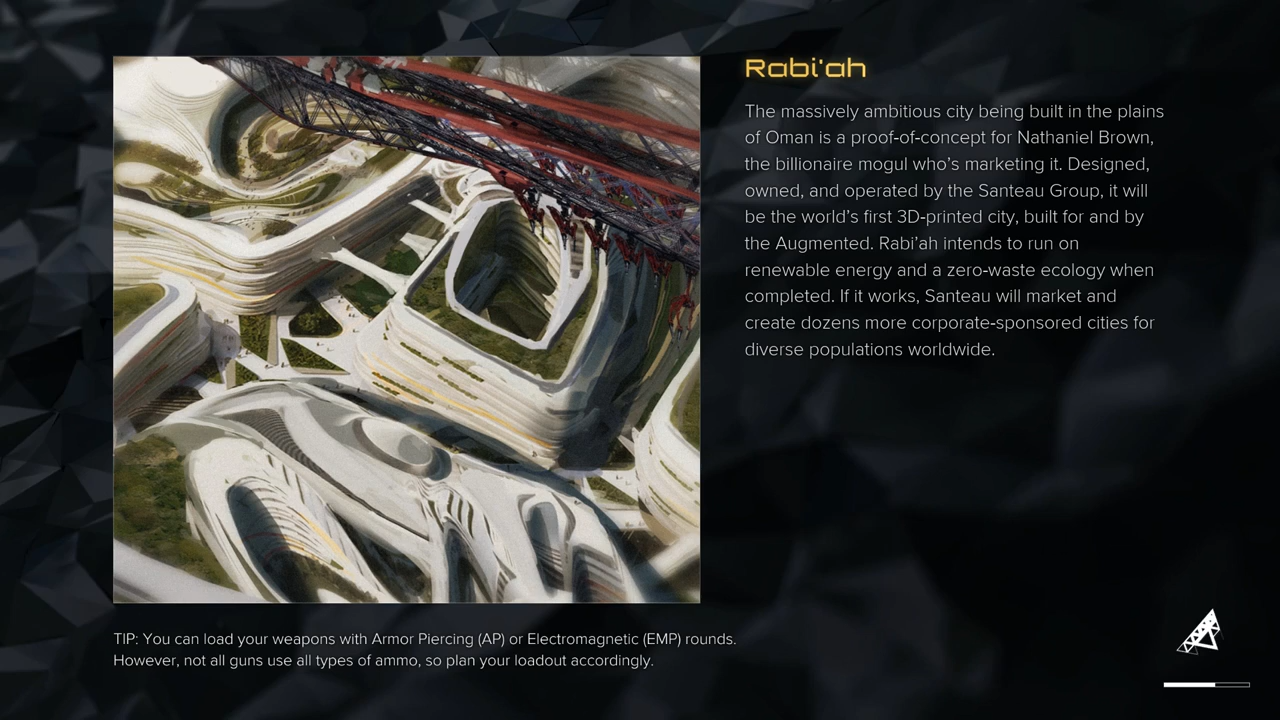 Rabi'ah
The massively ambitious city being built in the plains
of Oman is a proof-of-concept for Nathaniel Brown,
the billionaire mogul who's marketing it. Designed,
owned, and operated by the Santeau Group, it will
be the world's first 3D-printed city, built for and by
the Augmented. Rabi'ah intends to run on
renewable energy and a zero-waste ecology when
completed. If it works, Santeau will market and
create dozens more corporate-sponsored cities for
diverse populations worldwide.
TIP: You can load your weapons with Armor Piercing (AP) or Electromagnetic (EMP) rounds.
However, not all guns use all types of ammo, so plan your loadout accordingly.